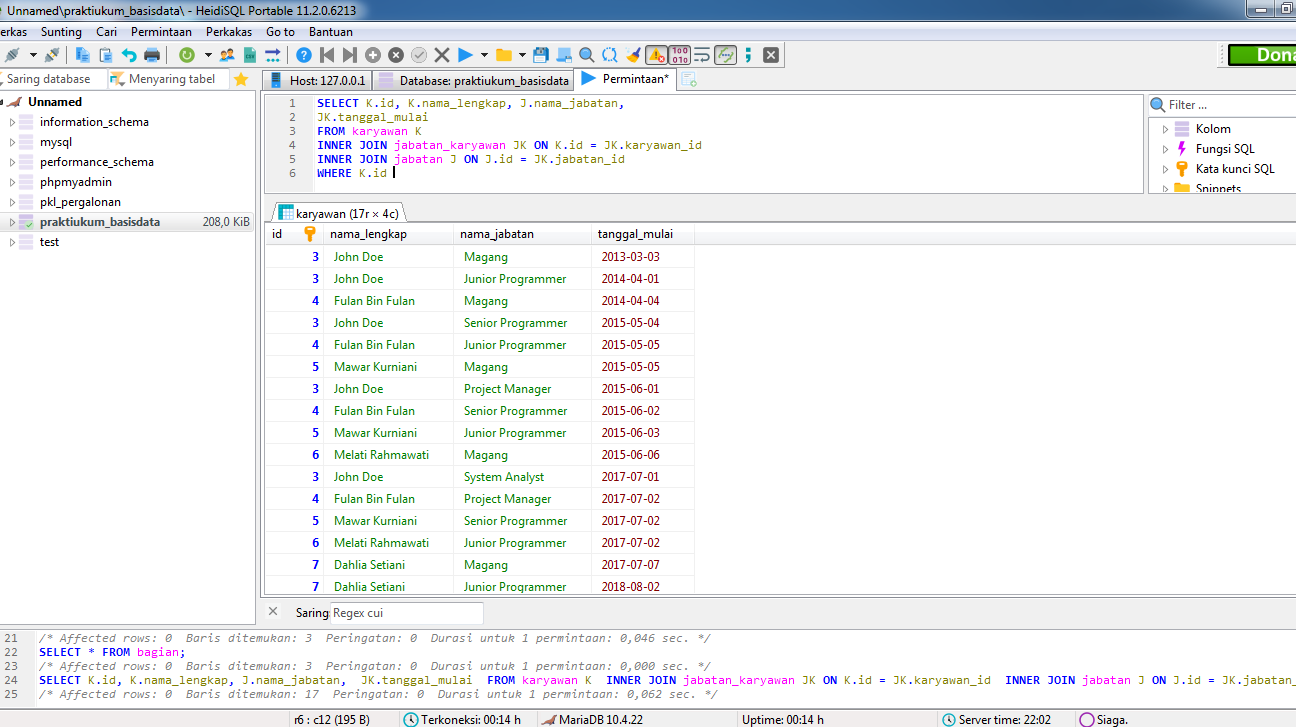 Unnamed\praktiukum_basisdata\ - HeidiSQL Portable 11.2.0.6213
erkas Sunting Cari Permintaan Perkakas Go to Bantuan
Dona
Saring database Menyaring tabel Host: 127.0.0.1 Database: praktiukum_basisdata Permintaan*
Unnamed
information_schema
mysql
performance_schema
phpmyadmin
pkl_pergalonan
praktiukum_basisdata 208,0 KiB
test
1 SELECT K.id, K.nama_lengkap, J.nama_jabatan,
2 JK.tanggal_mulai
3 FROM karyawan K
4 INNER JOIN jabatan_karyawan JK ON K.id = JK.karyawan_id
5 INNER JOIN jabatan J ON J.id = JK.jabatan_id
6 WHERE K.id
Filter ...
Kolom
Fungsi SQL
Kata kunci SQL
Snippets
karyawan (17r × 4c)
id nama_lengkap nama_jabatan tanggal_mulai
3 John Doe Magang 2013-03-03
3 John Doe Junior Programmer 2014-04-01
4 Fulan Bin Fulan Magang 2014-04-04
3 John Doe Senior Programmer 2015-05-04
4 Fulan Bin Fulan Junior Programmer 2015-05-05
5 Mawar Kurniani Magang 2015-05-05
3 John Doe Project Manager 2015-06-01
4 Fulan Bin Fulan Senior Programmer 2015-06-02
5 Mawar Kurniani Junior Programmer 2015-06-03
6 Melati Rahmawati Magang 2015-06-06
3 John Doe System Analyst 2017-07-01
4 Fulan Bin Fulan Project Manager 2017-07-02
5 Mawar Kurniani Senior Programmer 2017-07-02
6 Melati Rahmawati Junior Programmer 2017-07-02
7 Dahlia Setiani Magang 2017-07-07
7 Dahlia Setiani Junior Programmer 2018-08-02
Saring: Regex cui
21 /* Affected rows: 0 Baris ditemukan: 3 Peringatan: 0 Durasi untuk 1 permintaan: 0,046 sec. */
22 SELECT * FROM bagian;
23 /* Affected rows: 0 Baris ditemukan: 3 Peringatan: 0 Durasi untuk 1 permintaan: 0,000 sec. */
24 SELECT K.id, K.nama_lengkap, J.nama_jabatan, JK.tanggal_mulai FROM karyawan K INNER JOIN jabatan_karyawan JK ON K.id = JK.karyawan_id INNER JOIN jabatan J ON J.id = JK.jabatan_
25 /* Affected rows: 0 Baris ditemukan: 17 Peringatan: 0 Durasi untuk 1 permintaan: 0,062 sec. */
r6 : c12 (195 B) Terkoneksi: 00:14 h MariaDB 10.4.22 Uptime: 00:14 h Server time: 22:02 Siaga.